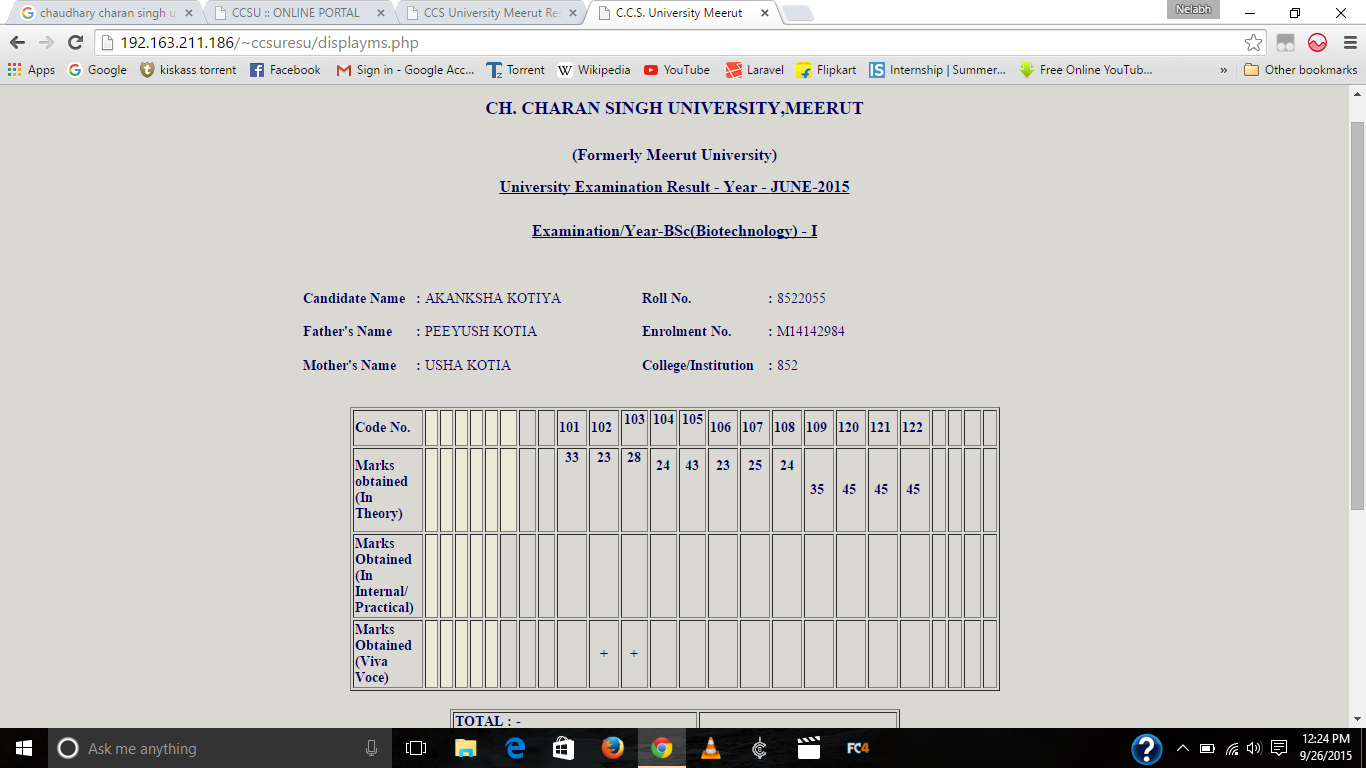 chaudhary charan singh u
CCSU :: ONLINE PORTAL
CCS University Meerut Re
C.C.S. University Meerut
Nelabh
192.163.211.186/~ccsuresu/displayms.php
Apps Google kiskass torrent Facebook Sign in - Google Acc... Torrent Wikipedia YouTube Laravel Flipkart Internship | Summer... Free Online YouTub... » Other bookmarks
CH. CHARAN SINGH UNIVERSITY,MEERUT
(Formerly Meerut University)
University Examination Result - Year - JUNE-2015
Examination/Year-BSc(Biotechnology) - I
Candidate Name : AKANKSHA KOTIYA Roll No. : 8522055
Father's Name : PEEYUSH KOTIA Enrolment No. : M14142984
Mother's Name : USHA KOTIA College/Institution : 852
Code No. 101 102 103 104 105 106 107 108 109 120 121 122
Marks obtained (In Theory) 33 23 28 24 43 23 25 24 35 45 45 45
Marks Obtained (In Internal/ Practical)
Marks Obtained (Viva Voce) + +
TOTAL : -
Ask me anything
FC4
12:24 PM
9/26/2015